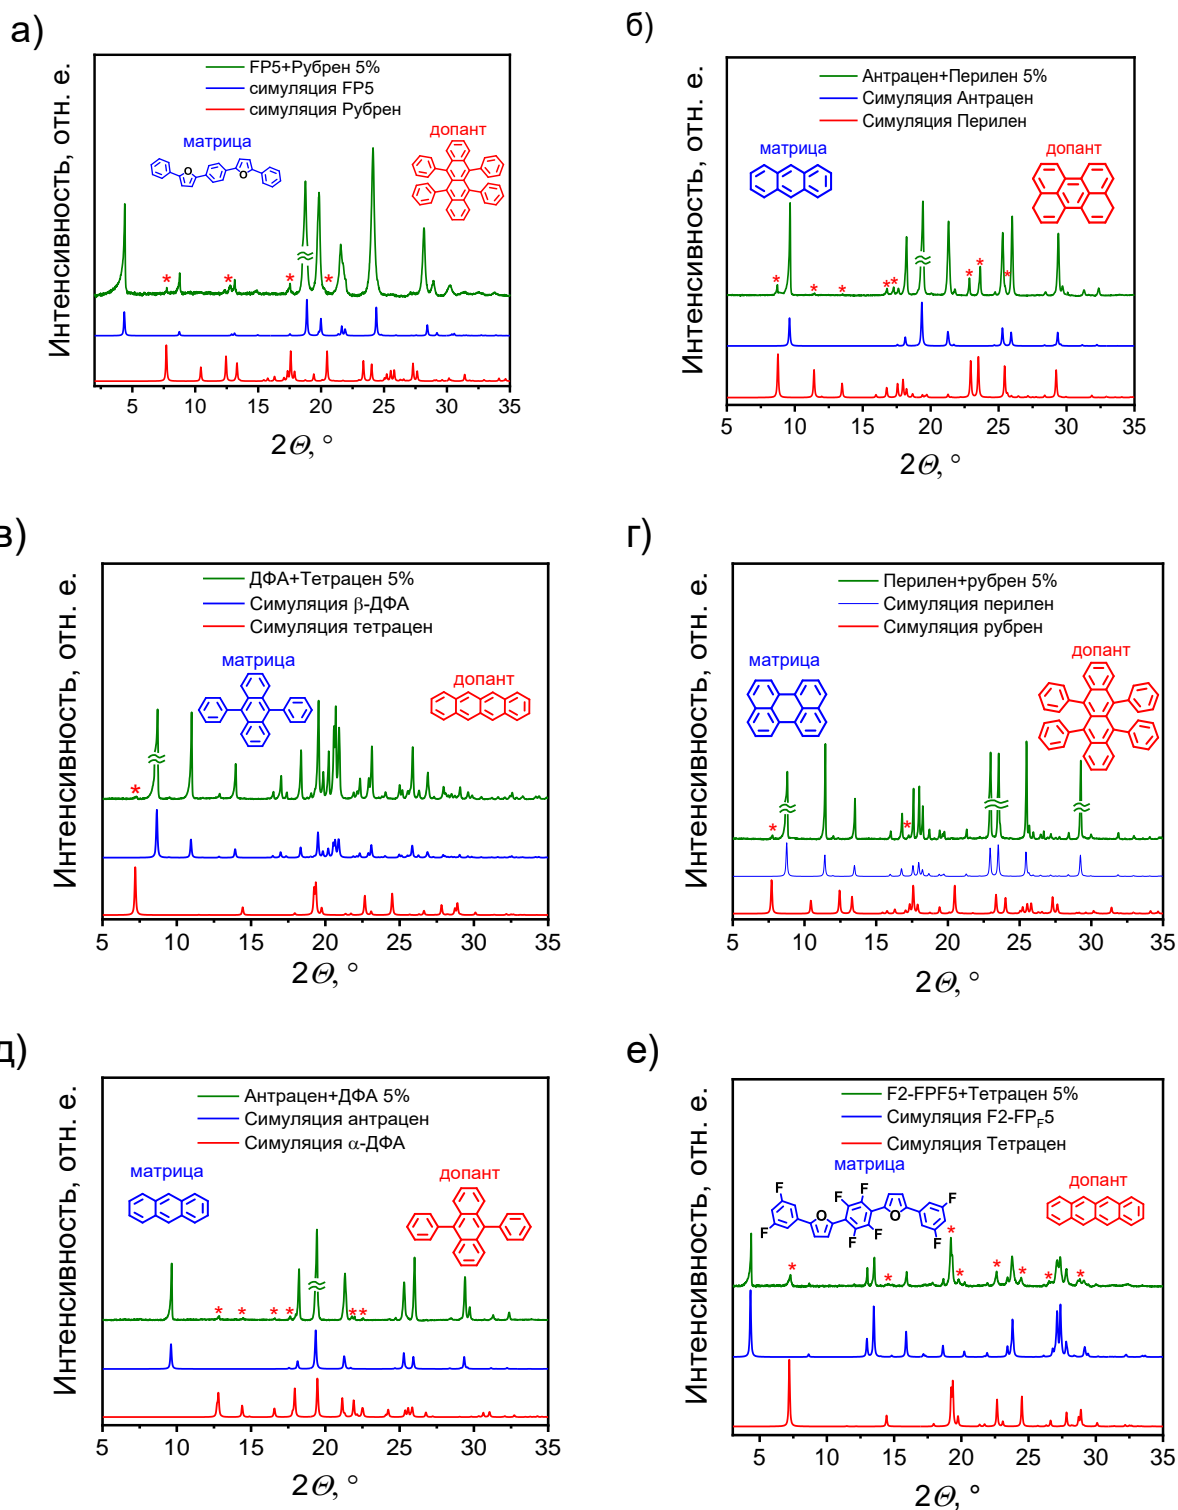 а)
FP5+Рубрен 5%
симуляция FP5
симуляция Рубрен
матрица
допант
O
O
* * * *
Интенсивность, отн. е.
5 10 15 20 25 30 35
2Θ, °
б)
Антрацен+Перилен 5%
Симуляция Антрацен
Симуляция Перилен
матрица
допант
* * * * * * * *
Интенсивность, отн. е.
5 10 15 20 25 30 35
2Θ, °
в)
ДФА+Тетрацен 5%
Симуляция β-ДФА
Симуляция тетрацен
матрица
допант
*
Интенсивность, отн. е.
5 10 15 20 25 30 35
2Θ, °
г)
Перилен+рубрен 5%
Симуляция перилен
Симуляция рубрен
матрица
допант
* *
Интенсивность, отн. е.
5 10 15 20 25 30 35
2Θ, °
д)
Антрацен+ДФА 5%
Симуляция антрацен
Симуляция α-ДФА
матрица
допант
* * * * * *
Интенсивность, отн. е.
5 10 15 20 25 30 35
2Θ, °
е)
F2-FPF5+Тетрацен 5%
Симуляция F2-FP_F5
Симуляция Тетрацен
матрица
допант
F F F F F F F F
O O
* * * * * * * *
Интенсивность, отн. е.
5 10 15 20 25 30 35
2Θ, °